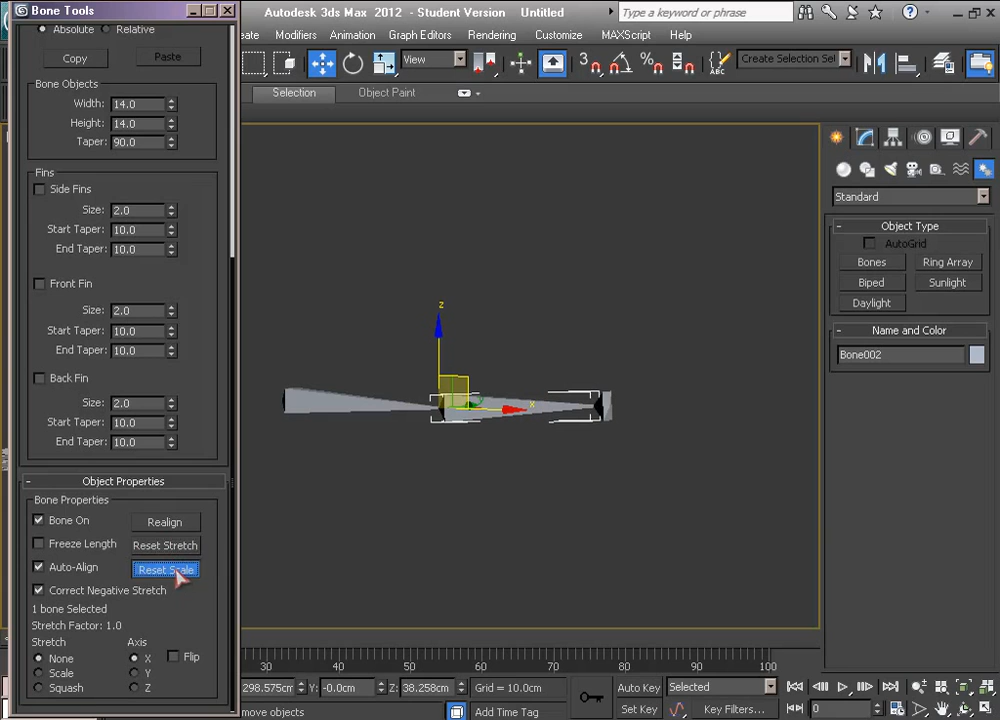 Bone Tools
Autodesk 3ds Max 2012 - Student Version Untitled
Type a keyword or phrase
Absolute Relative
Modifiers Animation Graph Editors Rendering Customize MAXScript Help
Copy Paste
View
Create Selection Sel
Bone Objects
Width: 14.0
Height: 14.0
Taper: 90.0
Selection Object Paint
Fins
Side Fins
Size: 2.0
Start Taper: 10.0
End Taper: 10.0
Front Fin
Size: 2.0
Start Taper: 10.0
End Taper: 10.0
Back Fin
Size: 2.0
Start Taper: 10.0
End Taper: 10.0
Object Properties
Bone Properties
Bone On Realign
Freeze Length Reset Stretch
Auto-Align Reset Scale
Correct Negative Stretch
1 bone Selected
Stretch Factor: 1.0
Stretch Axis
None X Flip
Scale Y
Squash Z
z
x
Standard
Object Type
AutoGrid
Bones Ring Array
Biped Sunlight
Daylight
Name and Color
Bone002
30 40 50 60 70 80 90 100
298.575cm Y: -0.0cm Z: 38.258cm Grid = 10.0cm
Auto Key Selected
move objects Add Time Tag Set Key Key Filters... 0